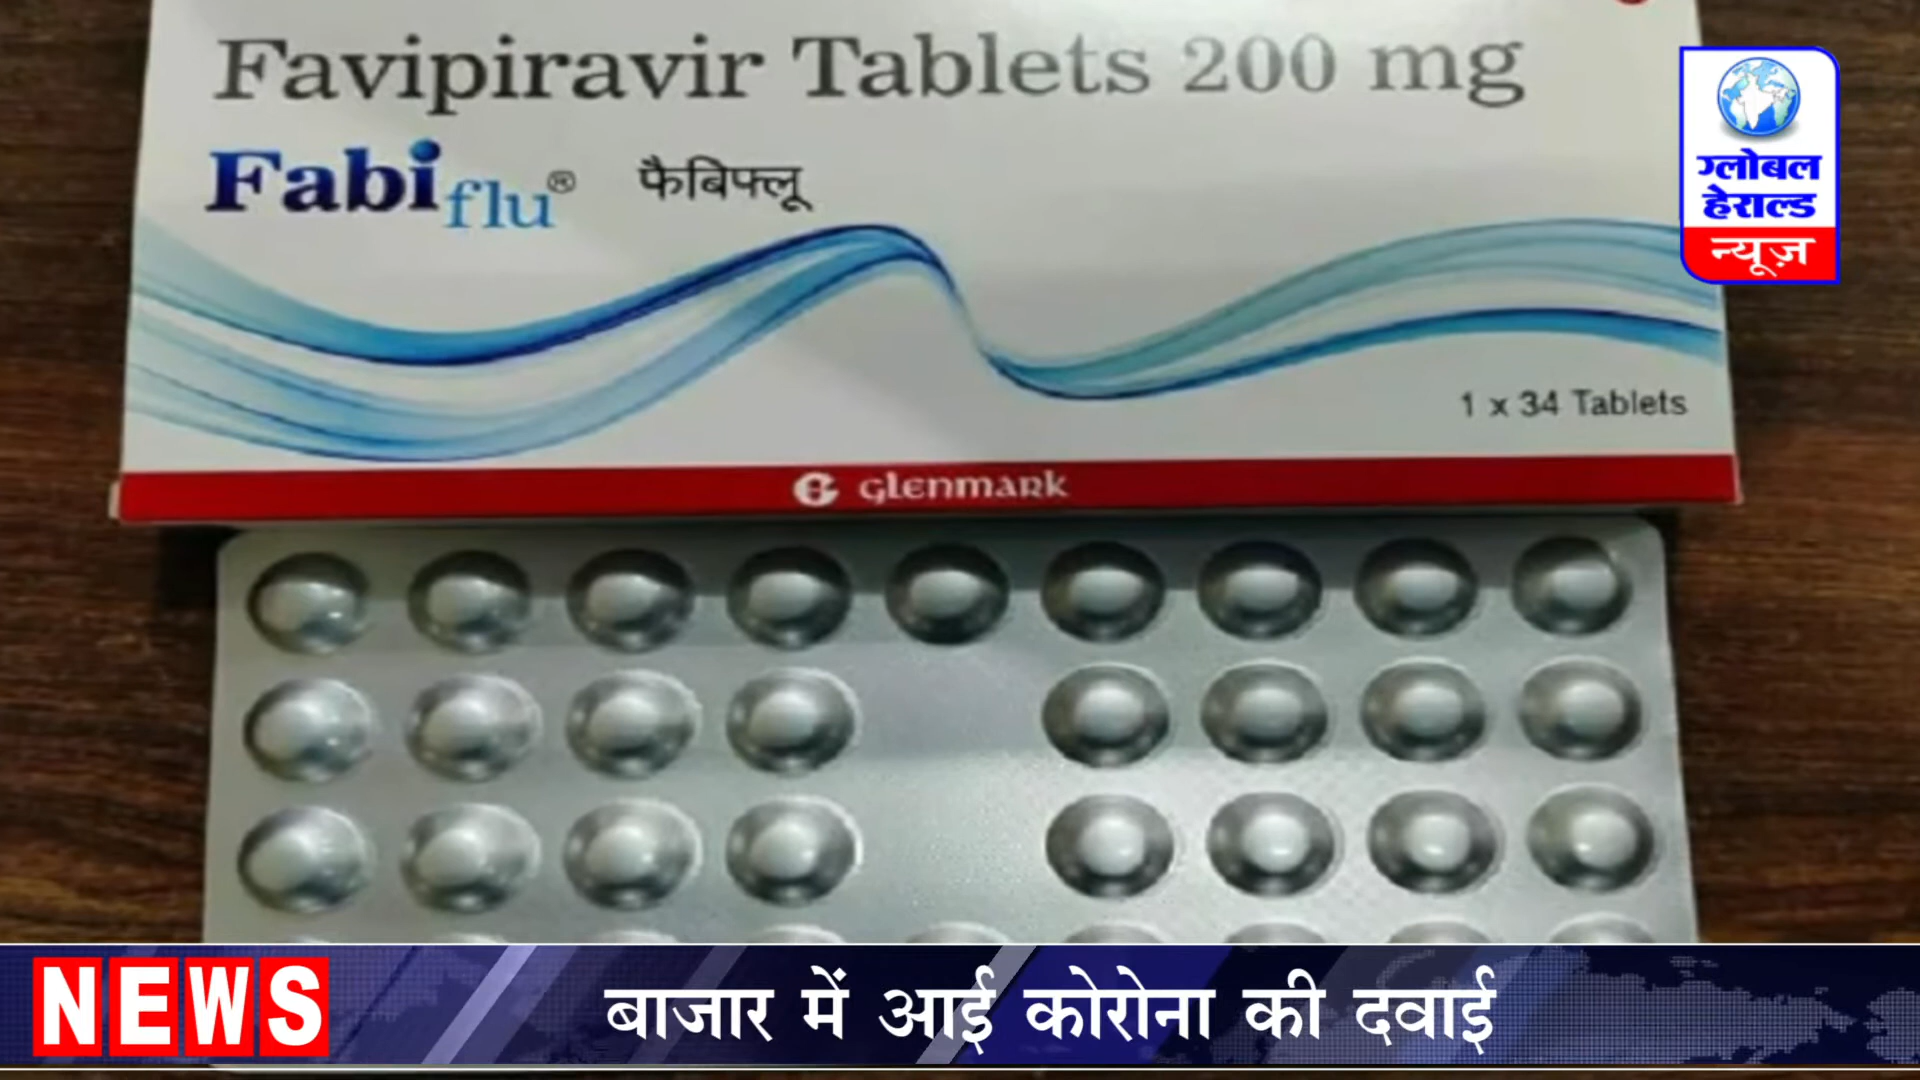 Favipiravir Tablets 200 mg
Fabiflu® फैबिफ्लू
1 x 34 Tablets
glenmark
ग्लोबल
हेराल्ड
न्यूज़
NEWS
बाजार में आई कोरोना की दवाई